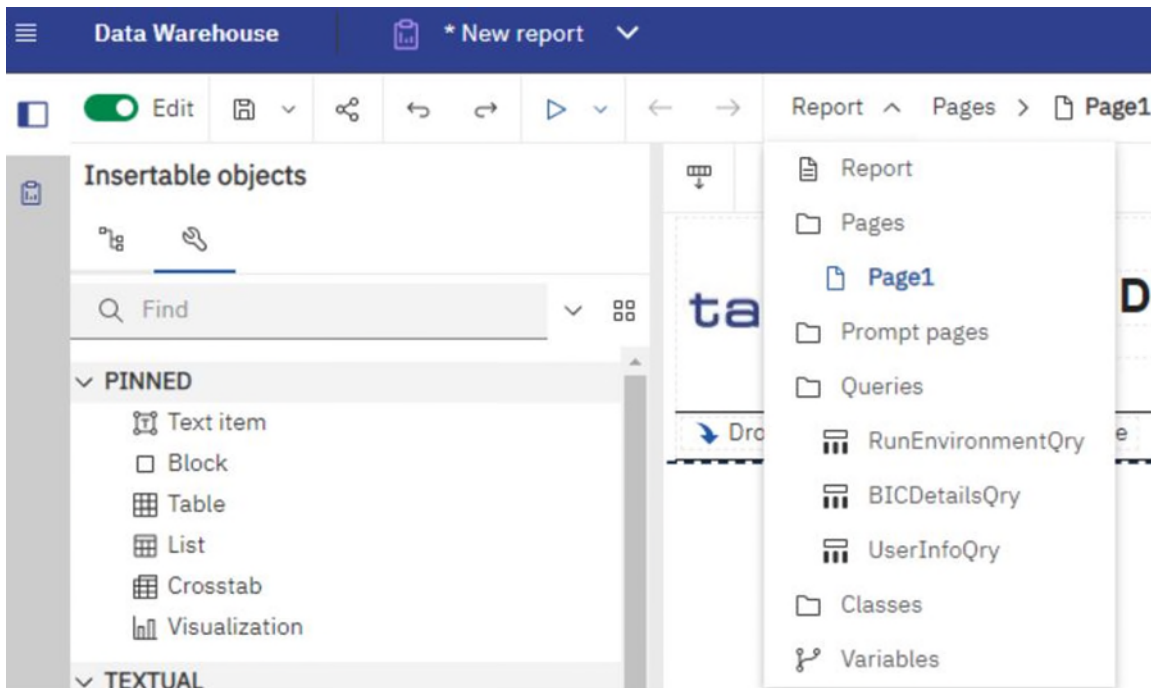 Data Warehouse
* New report
Edit
Report
Pages
Page1
Insertable objects
Find
PINNED
Text item
Block
Table
List
Crosstab
Visualization
TEXTUAL
Report
Pages
Page1
Prompt pages
Queries
RunEnvironmentQry
BICDetailsQry
UserInfoQry
Classes
Variables
ta
D
Dro
e